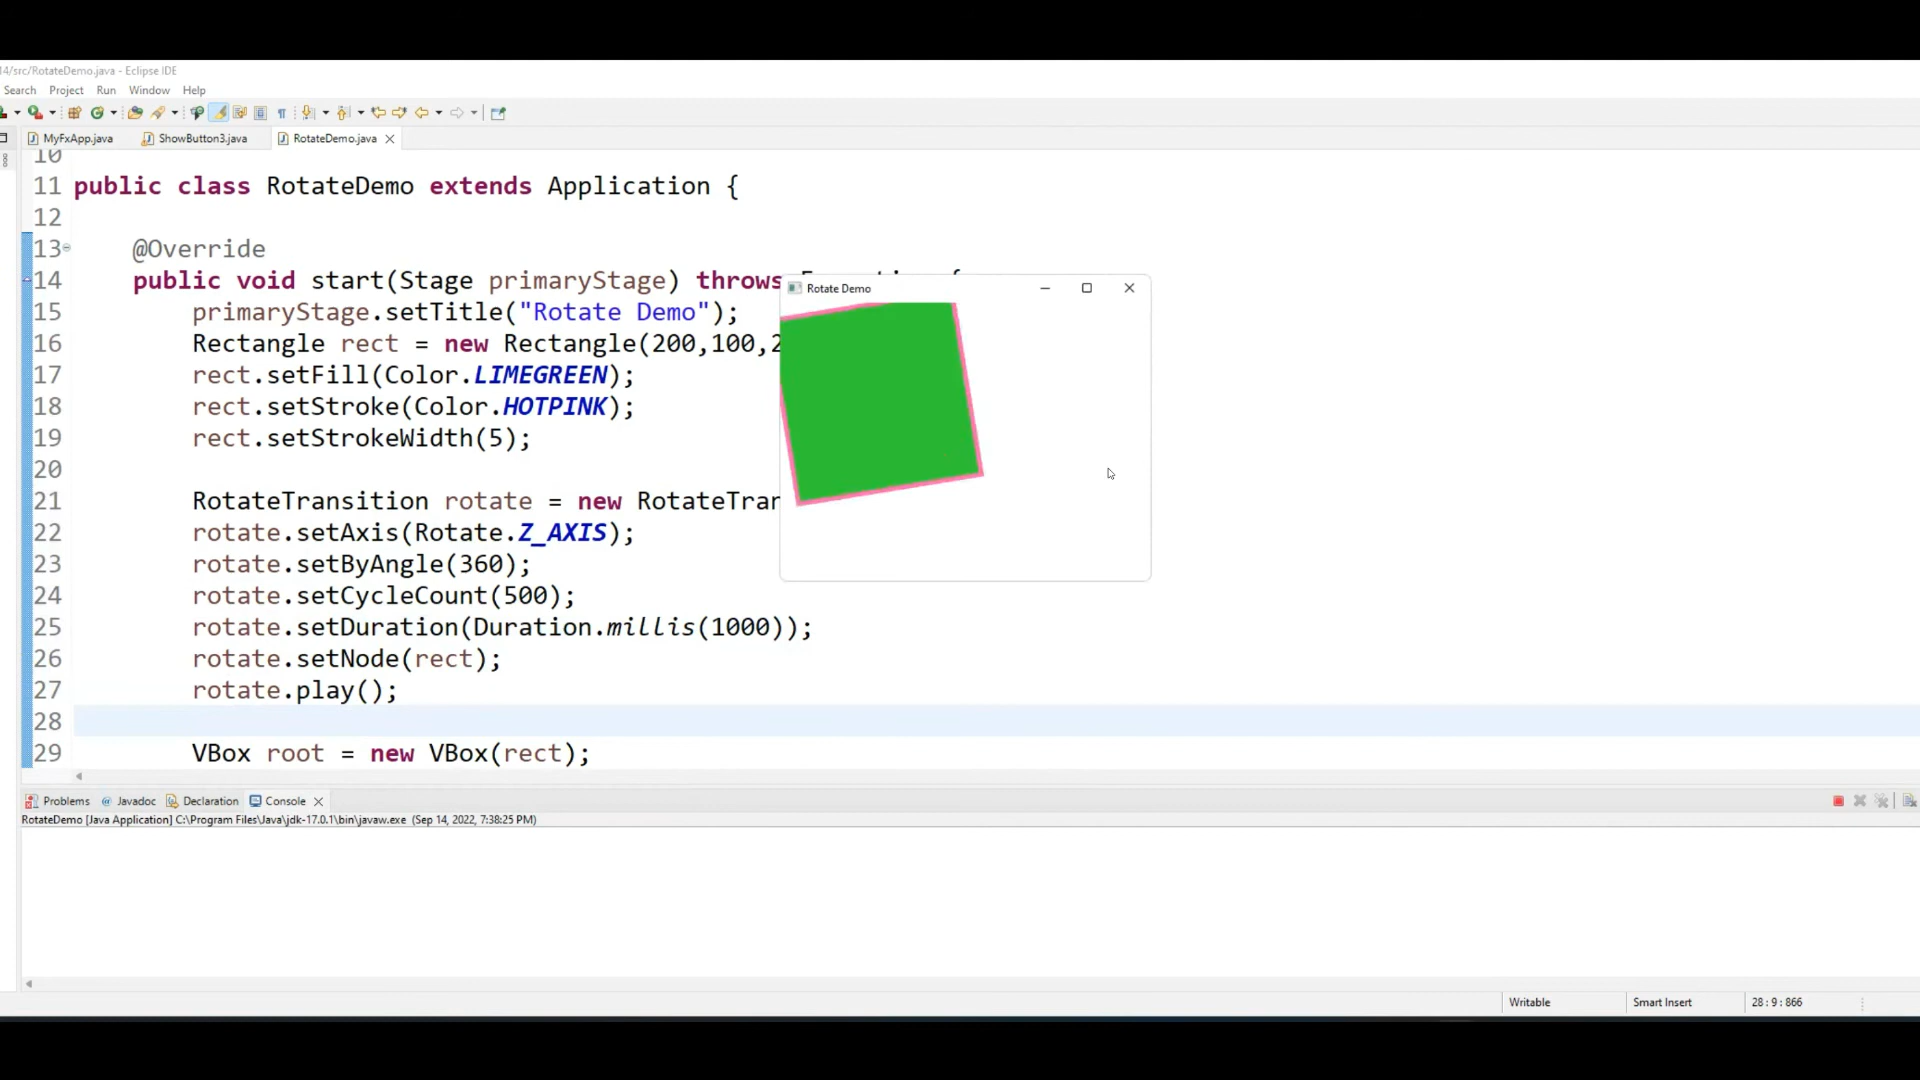 14/src/RotateDemo.java - Eclipse IDE
Search Project Run Window Help
MyFxApp.java ShowButton3.java RotateDemo.java
10
11 public class RotateDemo extends Application {
12
13 @Override
14 public void start(Stage primaryStage) throws
15 primaryStage.setTitle("Rotate Demo");
16 Rectangle rect = new Rectangle(200,100,2
17 rect.setFill(Color.LIMEGREEN);
18 rect.setStroke(Color.HOTPINK);
19 rect.setStrokeWidth(5);
20
21 RotateTransition rotate = new RotateTran
22 rotate.setAxis(Rotate.Z_AXIS);
23 rotate.setByAngle(360);
24 rotate.setCycleCount(500);
25 rotate.setDuration(Duration.millis(1000));
26 rotate.setNode(rect);
27 rotate.play();
28
29 VBox root = new VBox(rect);
Rotate Demo
Problems Javadoc Declaration Console
RotateDemo [Java Application] C:\Program Files\Java\jdk-17.0.1\bin\javaw.exe (Sep 14, 2022, 7:38:25 PM)
Writable Smart Insert 28 : 9 : 866